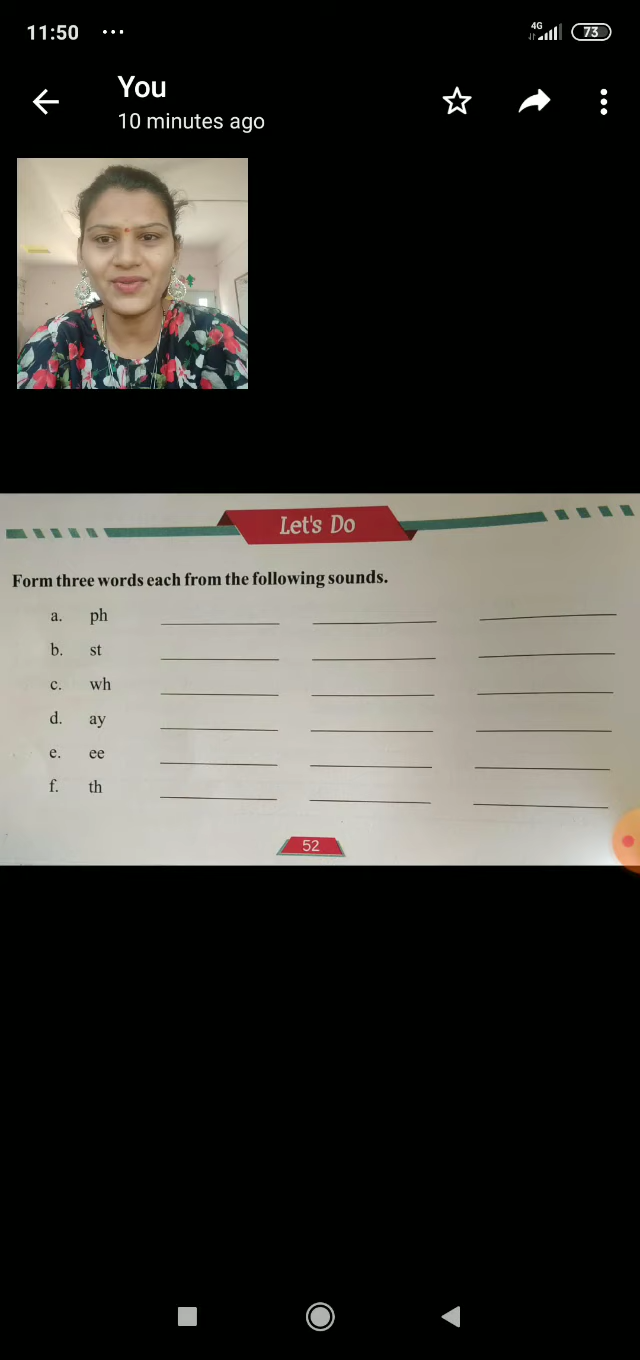 11:50 ...
4G
73
You
10 minutes ago
Let's Do
Form three words each from the following sounds.
a. ph
b. st
c. wh
d. ay
e. ee
f. th
52